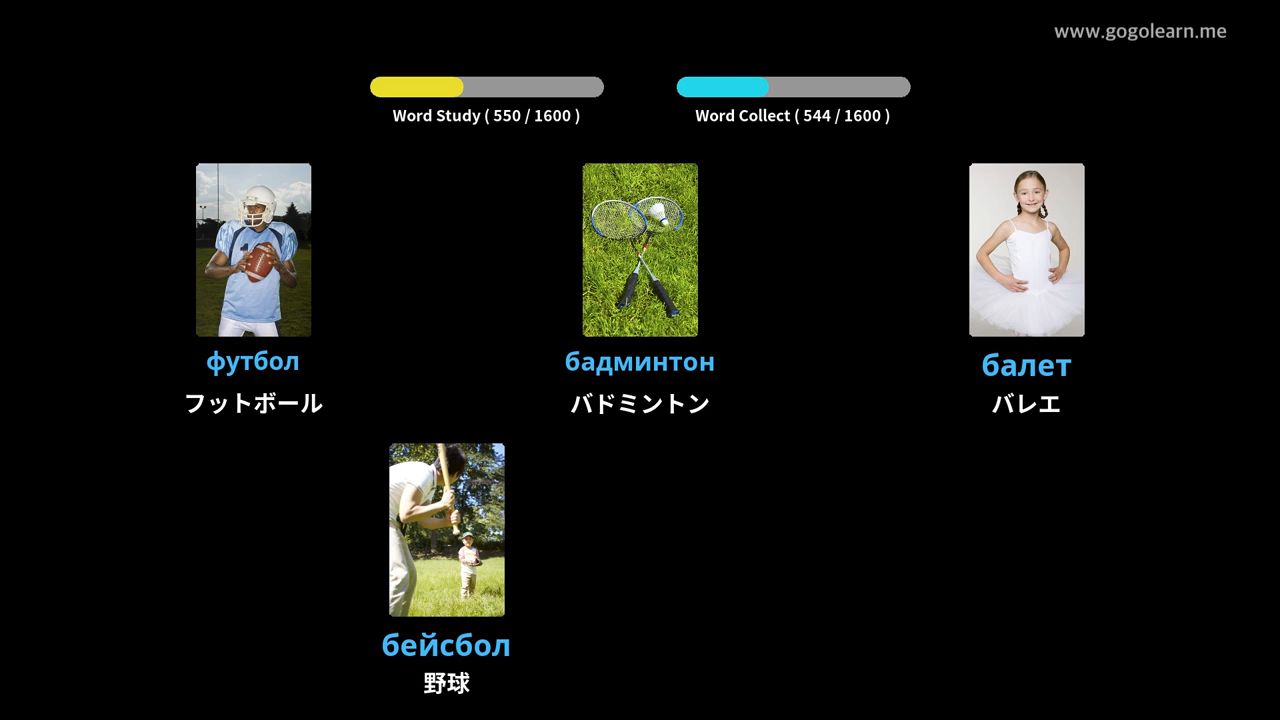 www.gogolearn.me
Word Study ( 550 / 1600 )
Word Collect ( 544 / 1600 )
футбол
フットボール
бадминтон
バドミントン
балет
バレエ
бейсбол
野球